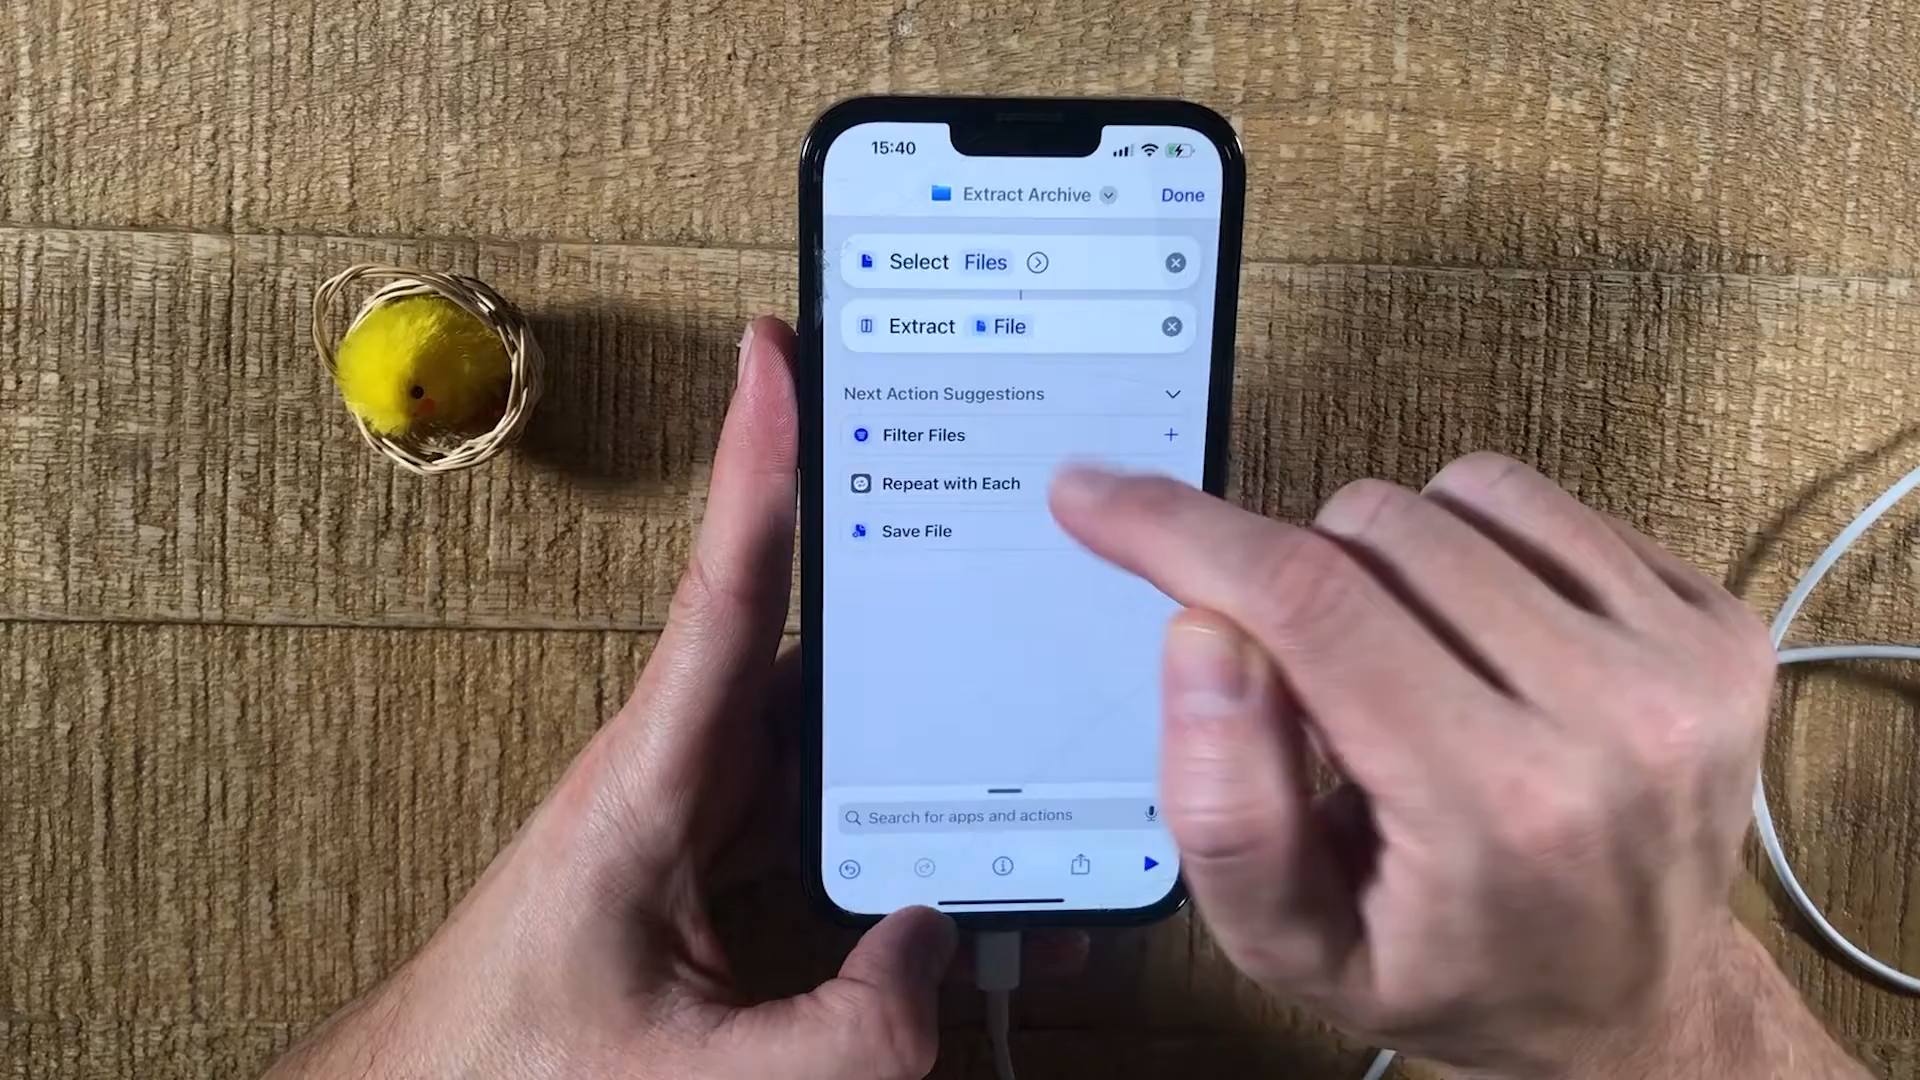 15:40
Extract Archive
Done
Select Files
Extract File
Next Action Suggestions
Filter Files
Repeat with Each
Save File
Search for apps and actions